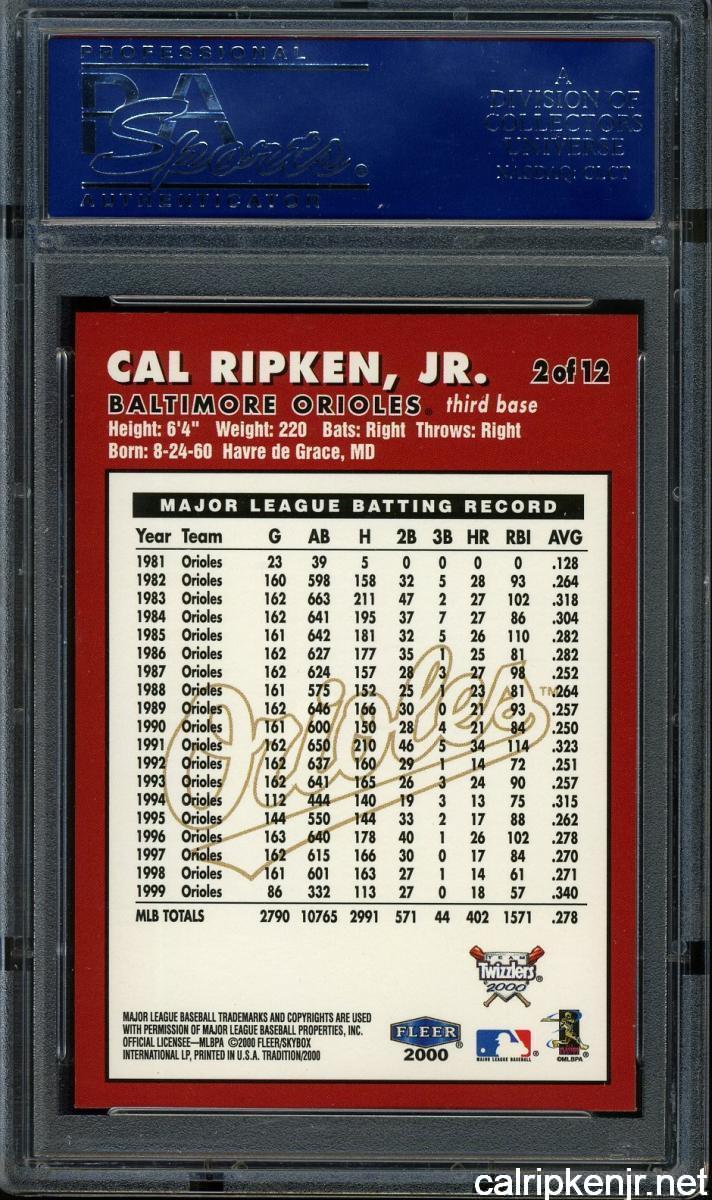 PROFESSIONAL
PSA
Sports
AUTHENTICATOR
A
DIVISION OF
COLLECTORS
UNIVERSE
NASDAQ: CLCT
CAL RIPKEN, JR. 2 of 12
BALTIMORE ORIOLES® third base
Height: 6'4" Weight: 220 Bats: Right Throws: Right
Born: 8-24-60 Havre de Grace, MD
MAJOR LEAGUE BATTING RECORD
Year Team G AB H 2B 3B HR RBI AVG
1981 Orioles 23 39 5 0 0 0 0 .128
1982 Orioles 160 598 158 32 5 28 93 .264
1983 Orioles 162 663 211 47 2 27 102 .318
1984 Orioles 162 641 195 37 7 27 86 .304
1985 Orioles 161 642 181 32 5 26 110 .282
1986 Orioles 162 627 177 35 1 25 81 .282
1987 Orioles 162 624 157 28 3 27 98 .252
1988 Orioles 161 575 152 25 1 23 81 .264
1989 Orioles 162 646 166 30 0 21 93 .257
1990 Orioles 161 600 150 28 4 21 84 .250
1991 Orioles 162 650 210 46 5 34 114 .323
1992 Orioles 162 637 160 29 1 14 72 .251
1993 Orioles 162 641 165 26 3 24 90 .257
1994 Orioles 112 444 140 19 3 13 75 .315
1995 Orioles 144 550 144 33 2 17 88 .262
1996 Orioles 163 640 178 40 1 26 102 .278
1997 Orioles 162 615 166 30 0 17 84 .270
1998 Orioles 161 601 163 27 1 14 61 .271
1999 Orioles 86 332 113 27 0 18 57 .340
MLB TOTALS 2790 10765 2991 571 44 402 1571 .278
Orioles™
TEAM
Twizzlers
2000
MAJOR LEAGUE BASEBALL TRADEMARKS AND COPYRIGHTS ARE USED
WITH PERMISSION OF MAJOR LEAGUE BASEBALL PROPERTIES, INC.
OFFICIAL LICENSEE—MLBPA ©2000 FLEER/SKYBOX
INTERNATIONAL LP, PRINTED IN U.S.A. TRADITION/2000
FLEER®
2000
MAJOR LEAGUE BASEBALL
©MLBPA
calripkenjr.net